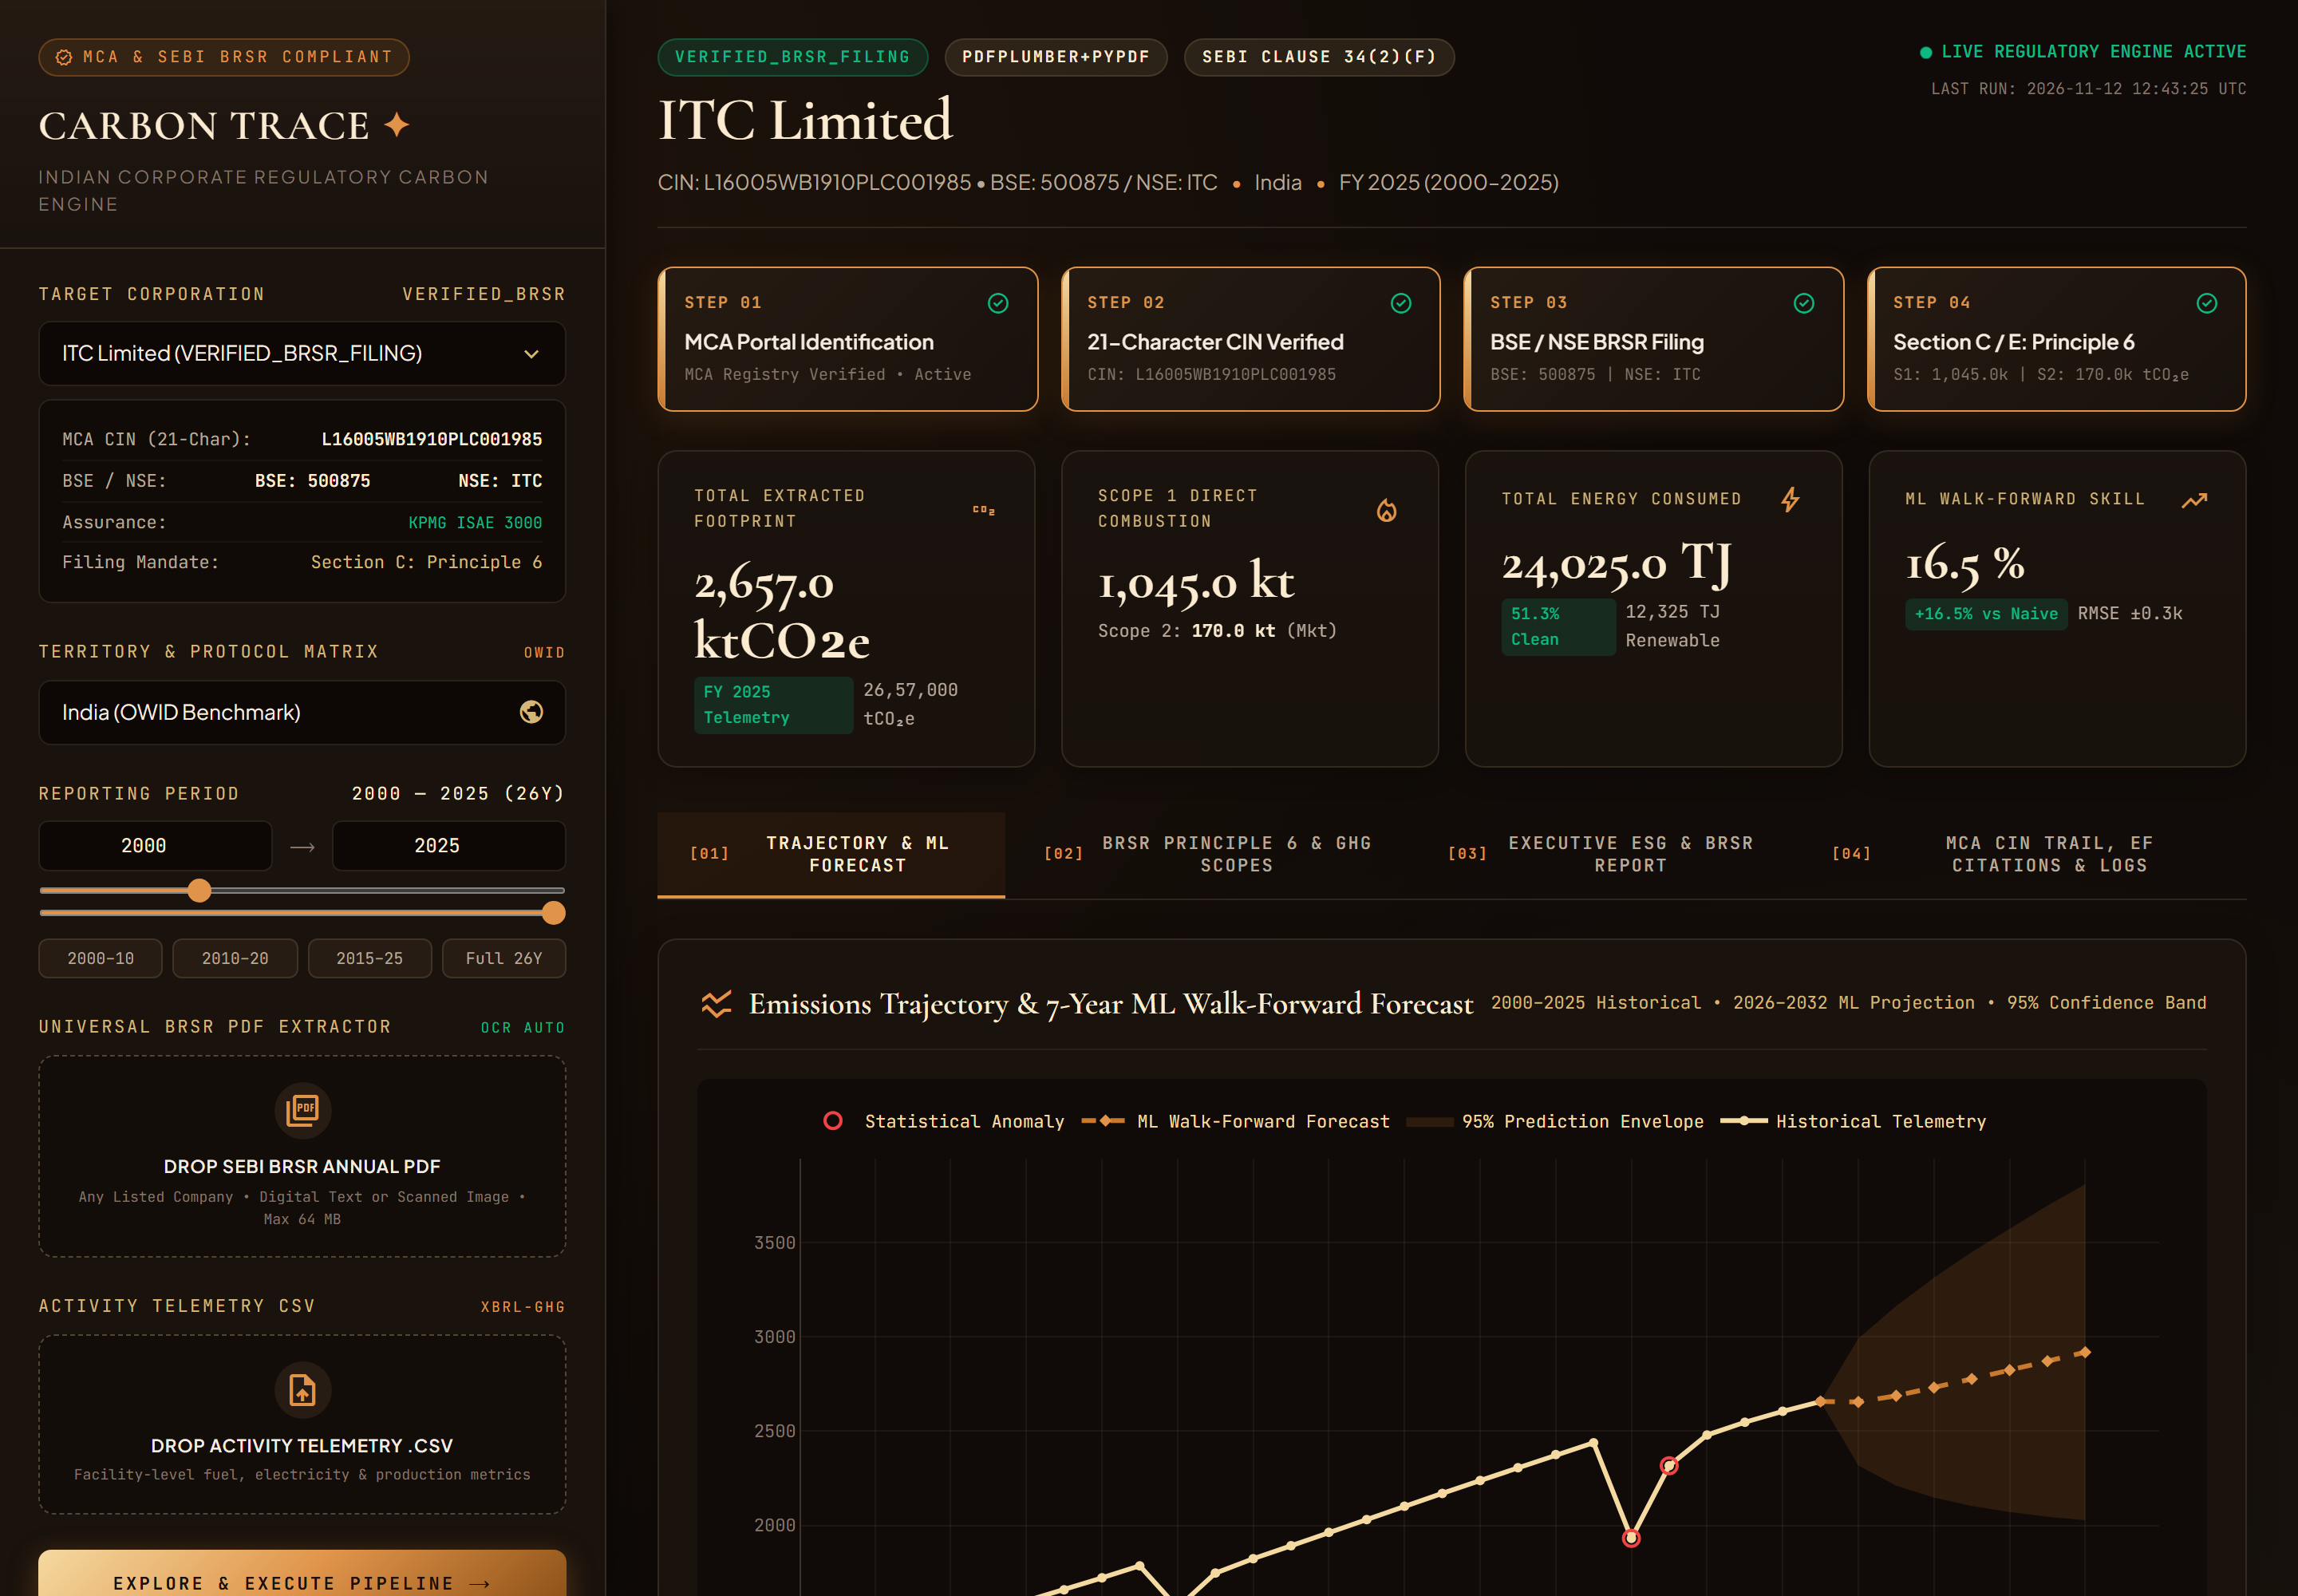 MCA & SEBI BRSR COMPLIANT
CARBON TRACE
INDIAN CORPORATE REGULATORY CARBON
ENGINE
TARGET CORPORATION VERIFIED_BRSR
ITC Limited (VERIFIED_BRSR_FILING)
MCA CIN (21-Char): L16005WB1910PLC001985
BSE / NSE: BSE: 500875 NSE: ITC
Assurance: KPMG ISAE 3000
Filing Mandate: Section C: Principle 6
TERRITORY & PROTOCOL MATRIX OWID
India (OWID Benchmark)
REPORTING PERIOD 2000 — 2025 (26Y)
2000 → 2025
2000–10 2010–20 2015–25 Full 26Y
UNIVERSAL BRSR PDF EXTRACTOR OCR AUTO
PDF
DROP SEBI BRSR ANNUAL PDF
Any Listed Company • Digital Text or Scanned Image •
Max 64 MB
ACTIVITY TELEMETRY CSV XBRL-GHG
DROP ACTIVITY TELEMETRY .CSV
Facility-level fuel, electricity & production metrics
EXPLORE & EXECUTE PIPELINE →
VERIFIED_BRSR_FILING PDFPLUMBER+PYPDF SEBI CLAUSE 34(2)(F)
LIVE REGULATORY ENGINE ACTIVE
LAST RUN: 2026-11-12 12:43:25 UTC
ITC Limited
CIN: L16005WB1910PLC001985 • BSE: 500875 / NSE: ITC • India • FY 2025 (2000–2025)
STEP 01
MCA Portal Identification
MCA Registry Verified • Active
STEP 02
21-Character CIN Verified
CIN: L16005WB1910PLC001985
STEP 03
BSE / NSE BRSR Filing
BSE: 500875 | NSE: ITC
STEP 04
Section C / E: Principle 6
S1: 1,045.0k | S2: 170.0k tCO₂e
TOTAL EXTRACTED
FOOTPRINT
CO₂
2,657.0
ktCO2e
FY 2025
Telemetry
26,57,000
tCO₂e
SCOPE 1 DIRECT
COMBUSTION
1,045.0 kt
Scope 2: 170.0 kt (Mkt)
TOTAL ENERGY CONSUMED
24,025.0 TJ
51.3%
Clean
12,325 TJ
Renewable
ML WALK-FORWARD SKILL
16.5 %
+16.5% vs Naive RMSE ±0.3k
[01] TRAJECTORY & ML
FORECAST
[02] BRSR PRINCIPLE 6 & GHG
SCOPES
[03] EXECUTIVE ESG & BRSR
REPORT
[04] MCA CIN TRAIL, EF
CITATIONS & LOGS
Emissions Trajectory & 7-Year ML Walk-Forward Forecast 2000–2025 Historical • 2026–2032 ML Projection • 95% Confidence Band
Statistical Anomaly ML Walk-Forward Forecast 95% Prediction Envelope Historical Telemetry
3500
3000
2500
2000